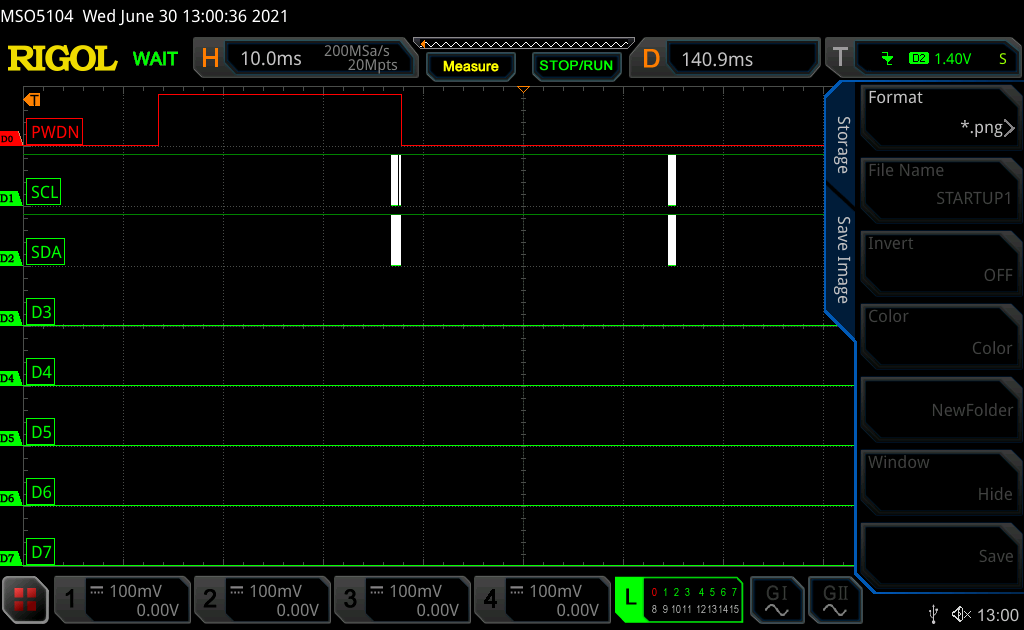 MSO5104 Wed June 30 13:00:36 2021
RIGOL WAIT H 10.0ms 200MSa/s 20Mpts Measure STOP/RUN D 140.9ms T D2 1.40V S
T
D0 PWDN
D1 SCL
D2 SDA
D3 D3
D4 D4
D5 D5
D6 D6
D7 D7
Storage
Save Image
Format
*.png
File Name
STARTUP1
Invert
OFF
Color
Color
NewFolder
Window
Hide
Save
1 100mV 0.00V
2 100mV 0.00V
3 100mV 0.00V
4 100mV 0.00V
L 0 1 2 3 4 5 6 7
8 9 10 11 12 13 14 15
GI
GII
13:00